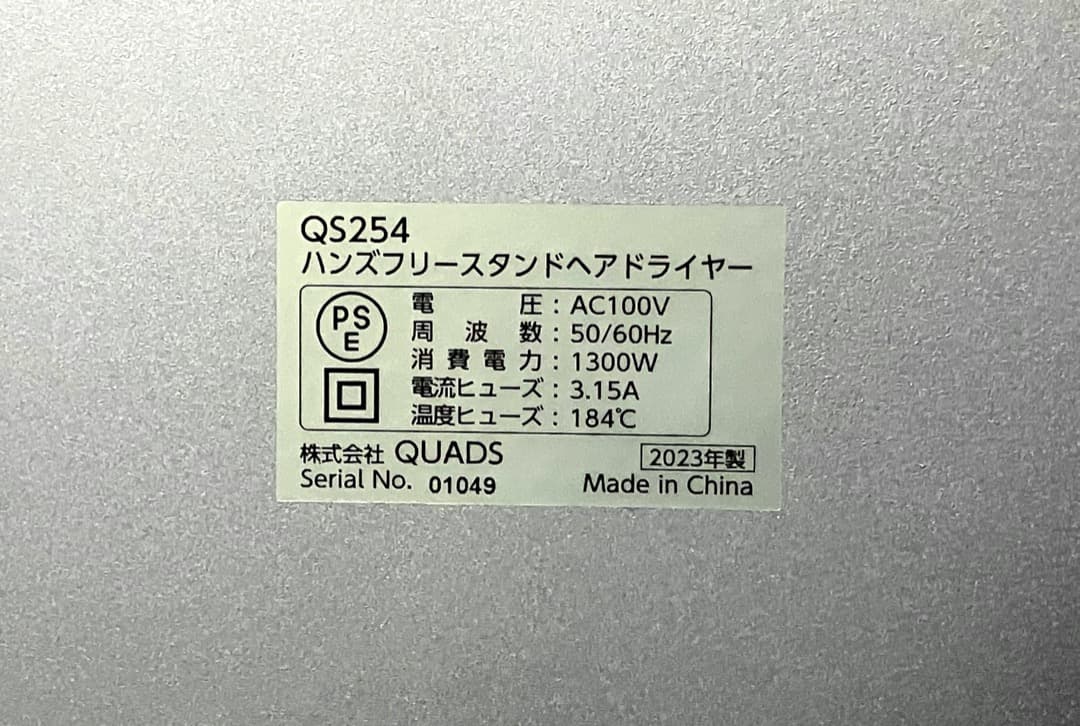 QS254
ハンズフリースタンドヘアドライヤー
PS
E
電圧：AC100V
周波数：50/60Hz
消費電力：1300W
電流ヒューズ：3.15A
温度ヒューズ：184℃
株式会社 QUADS
2023年製
Serial No. 01049
Made in China